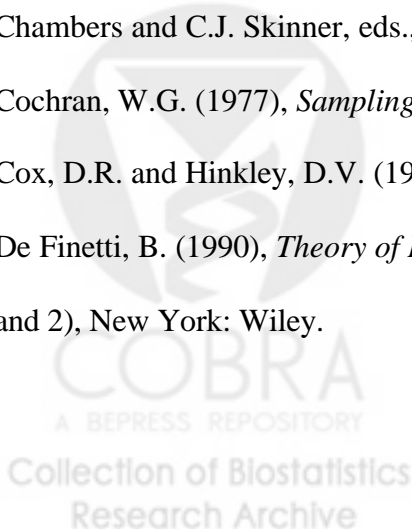 Chambers and C.J. Skinner, eds.,
Cochran, W.G. (1977), Sampling
Cox, D.R. and Hinkley, D.V. (19
De Finetti, B. (1990), Theory of
and 2), New York: Wiley.
COBRA
A BEPRESS REPOSITORY
Collection of Biostatistics
Research Archive